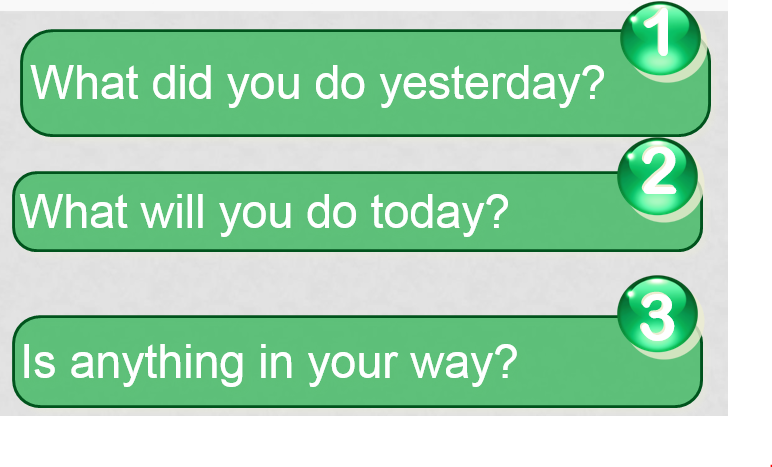 1
What did you do yesterday?
2
What will you do today?
3
Is anything in your way?